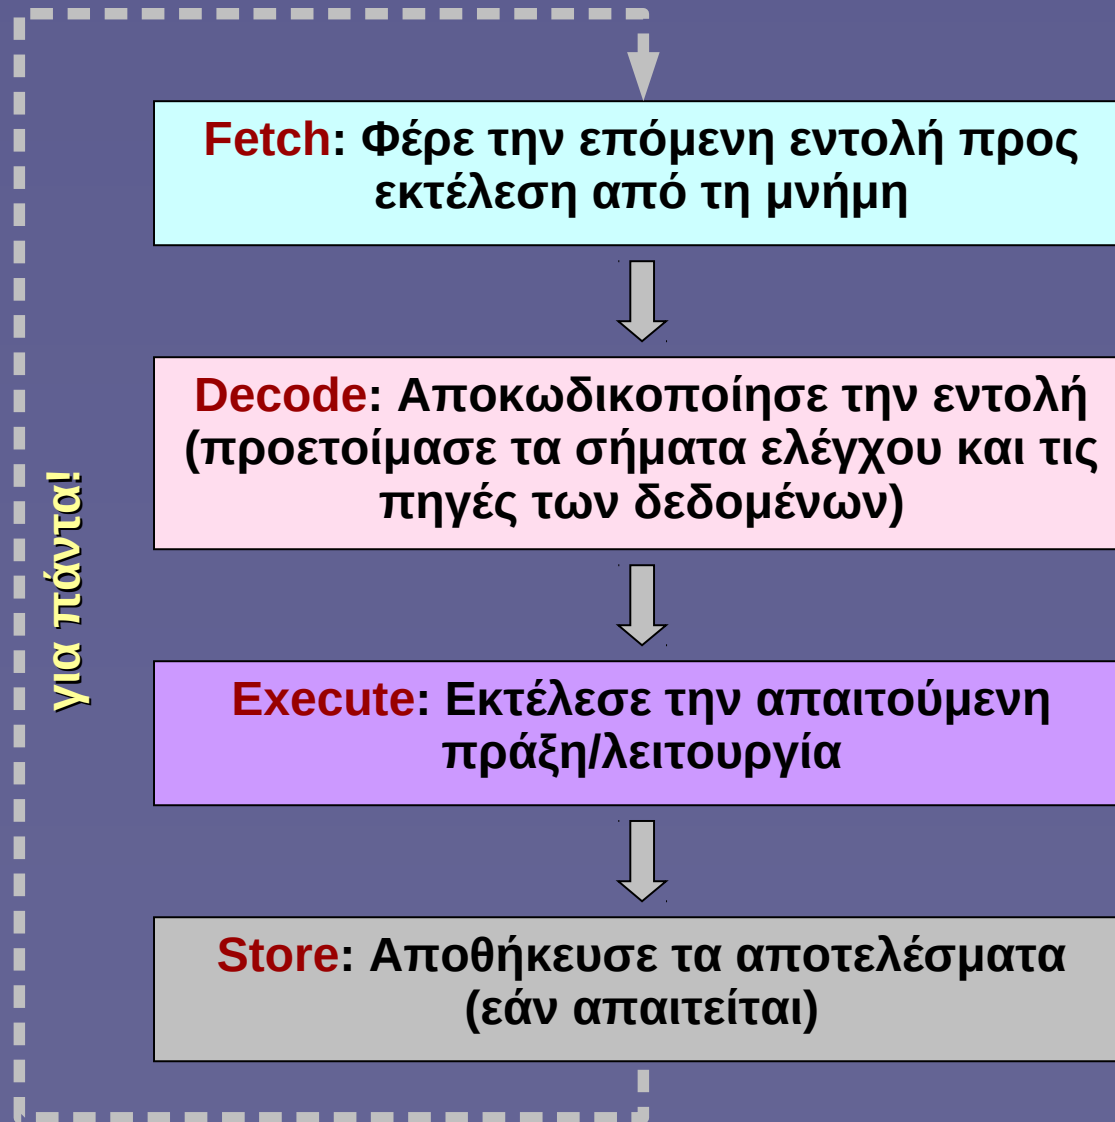 Fetch: Φέρε την επόμενη εντολή προς
εκτέλεση από τη μνήμη
Decode: Αποκωδικοποίησε την εντολή
(προετοίμασε τα σήματα ελέγχου και τις
πηγές των δεδομένων)
για πάντα!
Execute: Εκτέλεσε την απαιτούμενη
πράξη/λειτουργία
Store: Αποθήκευσε τα αποτελέσματα
(εάν απαιτείται)